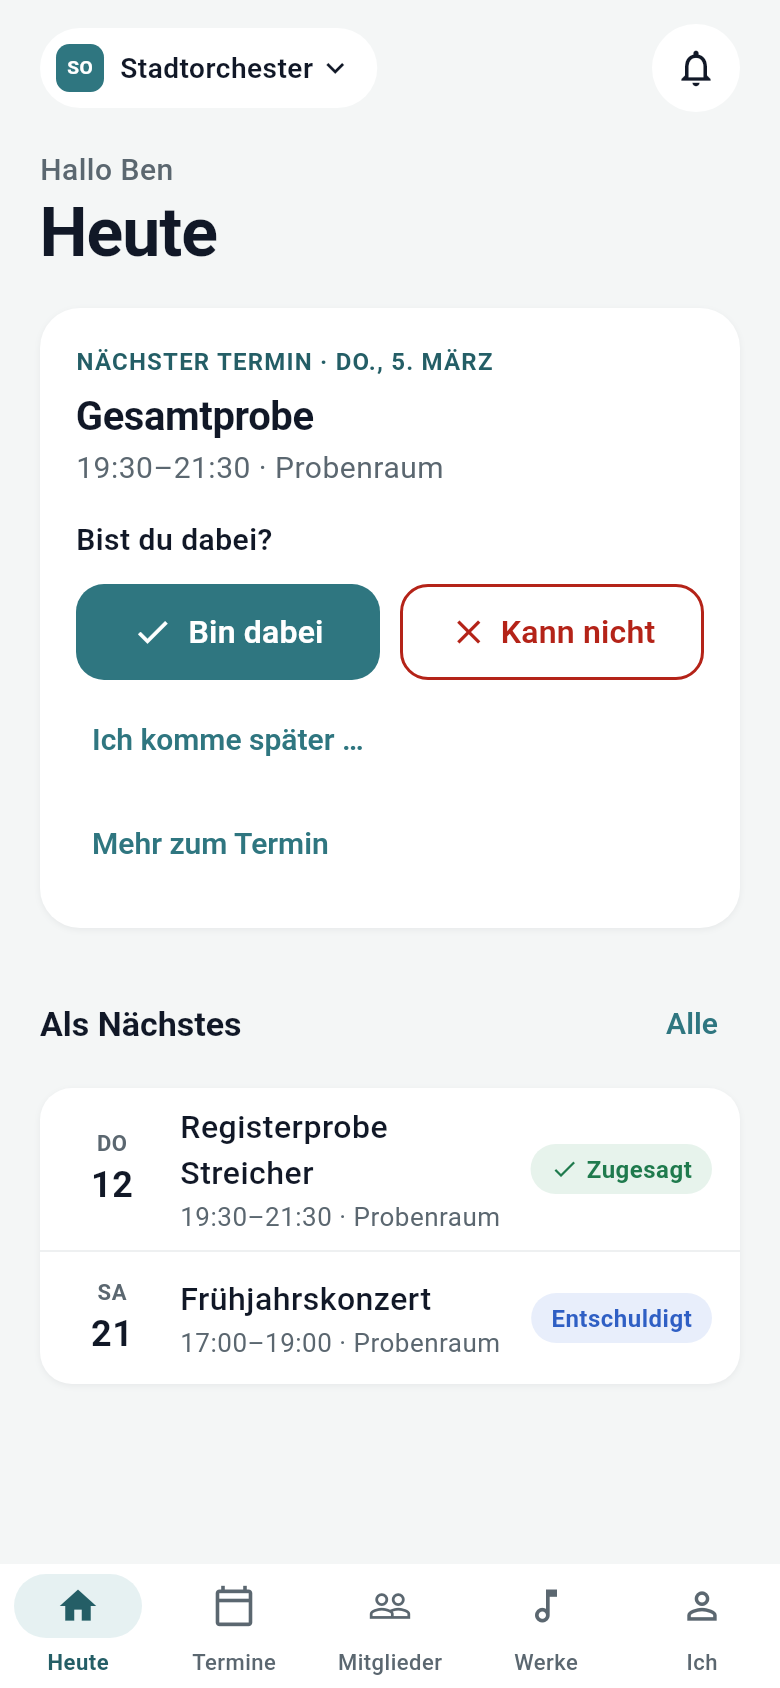 SO Stadtorchester
Hallo Ben
Heute
NÄCHSTER TERMIN · DO., 5. MÄRZ
Gesamtprobe
19:30–21:30 · Probenraum
Bist du dabei?
Bin dabei
Kann nicht
Ich komme später …
Mehr zum Termin
Als Nächstes
Alle
DO
12
Registerprobe
Streicher
19:30–21:30 · Probenraum
Zugesagt
SA
21
Frühjahrskonzert
17:00–19:00 · Probenraum
Entschuldigt
Heute
Termine
Mitglieder
Werke
Ich